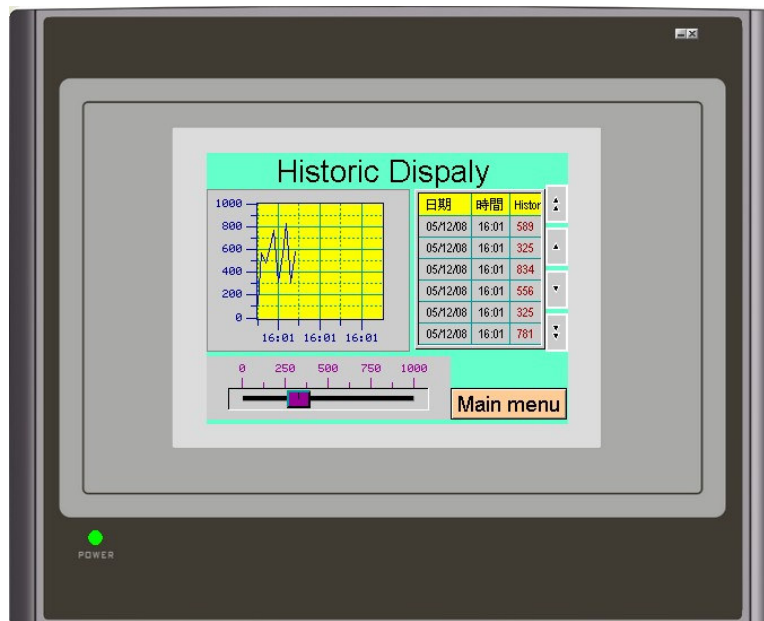 Historic Dispaly
1000
800
600
400
200
0
16:01 16:01 16:01
日期 時間 Histor
05/12/08 16:01 589
05/12/08 16:01 325
05/12/08 16:01 834
05/12/08 16:01 556
05/12/08 16:01 325
05/12/08 16:01 781
0 250 500 750 1000
Main menu
POWER